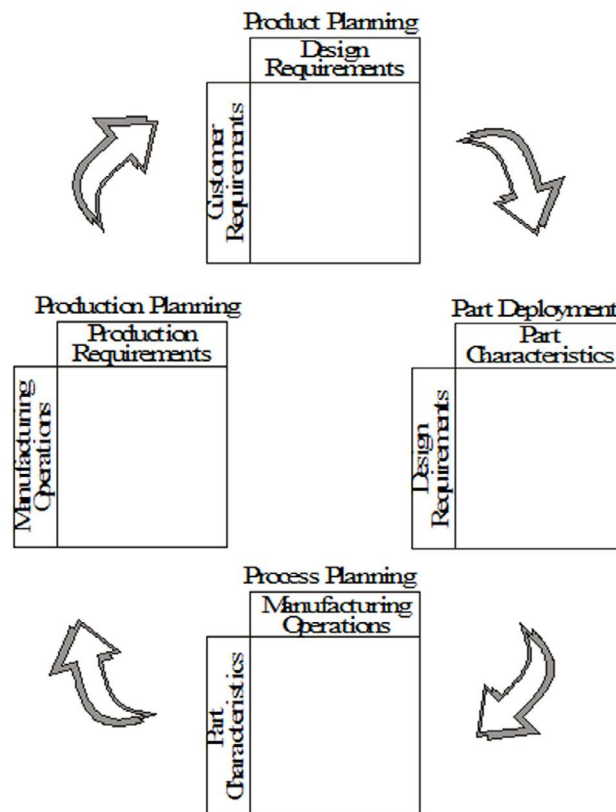 Product Planning
Design
Requirements
Customer
Requirements
Production Planning
Production
Requirements
Manufacturing
Operations
Part Deployment
Part
Characteristics
Design
Requirements
Process Planning
Manufacturing
Operations
Part
Characteristics